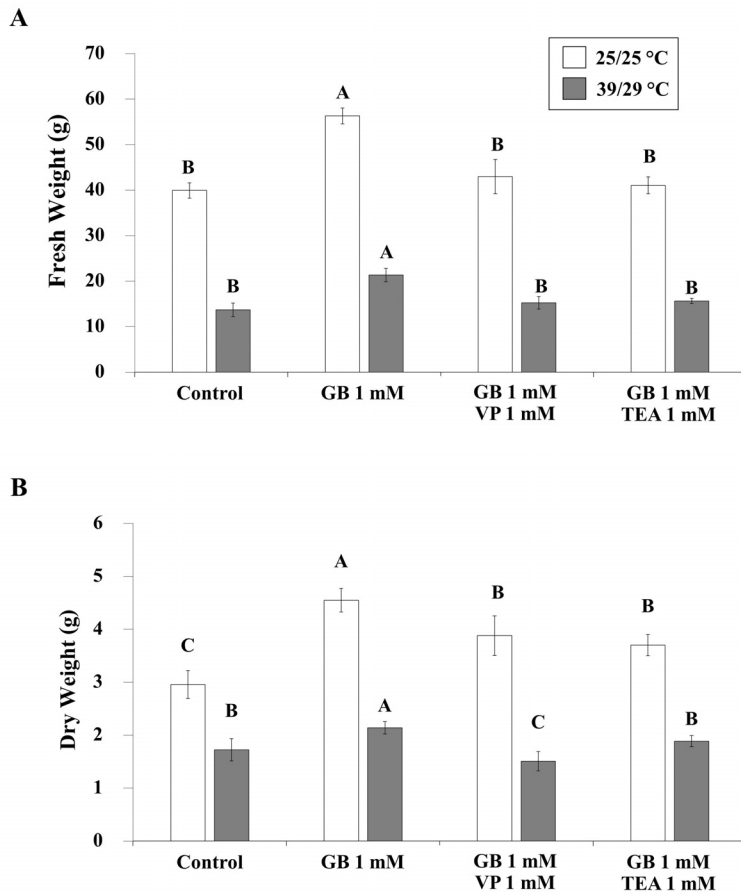 A
70
60
50
40
30
20
10
0
Fresh Weight (g)
25/25 °C
39/29 °C
B
B
A
A
B
B
B
B
Control
GB 1 mM
GB 1 mM
VP 1 mM
GB 1 mM
TEA 1 mM
B
6
5
4
3
2
1
0
Dry Weight (g)
C
B
A
A
B
C
B
B
Control
GB 1 mM
GB 1 mM
VP 1 mM
GB 1 mM
TEA 1 mM